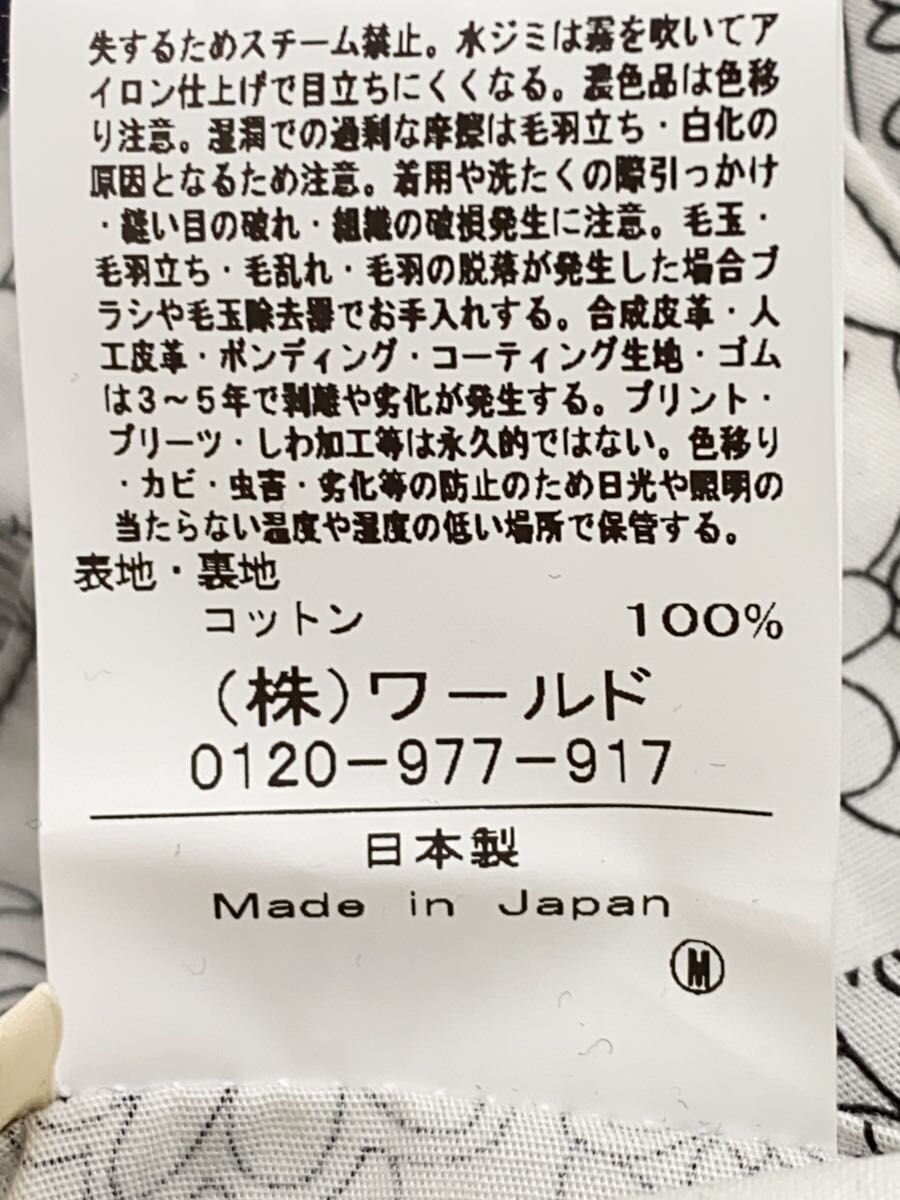 失するためスチーム禁止。水ジミは霧を吹いてア
イロン仕上げで目立ちにくくなる。濃色品は色移
り注意。湿潤での過剰な摩擦は毛羽立ち・白化の
原因となるため注意。着用や洗たくの際引っかけ
・縫い目の破れ・組織の破損発生に注意。毛玉・
毛羽立ち・毛乱れ・毛羽の脱落が発生した場合ブ
ラシや毛玉除去器でお手入れする。合成皮革・人
工皮革・ボンディング・コーティング生地・ゴム
は3～5年で剥離や劣化が発生する。プリント・
プリーツ・しわ加工等は永久的ではない。色移り
・カビ・虫害・劣化等の防止のため日光や照明の
当たらない温度や湿度の低い場所で保管する。
表地・裏地
コットン 100%
(株)ワールド
0120-977-917
日本製
Made in Japan
Ⓜ